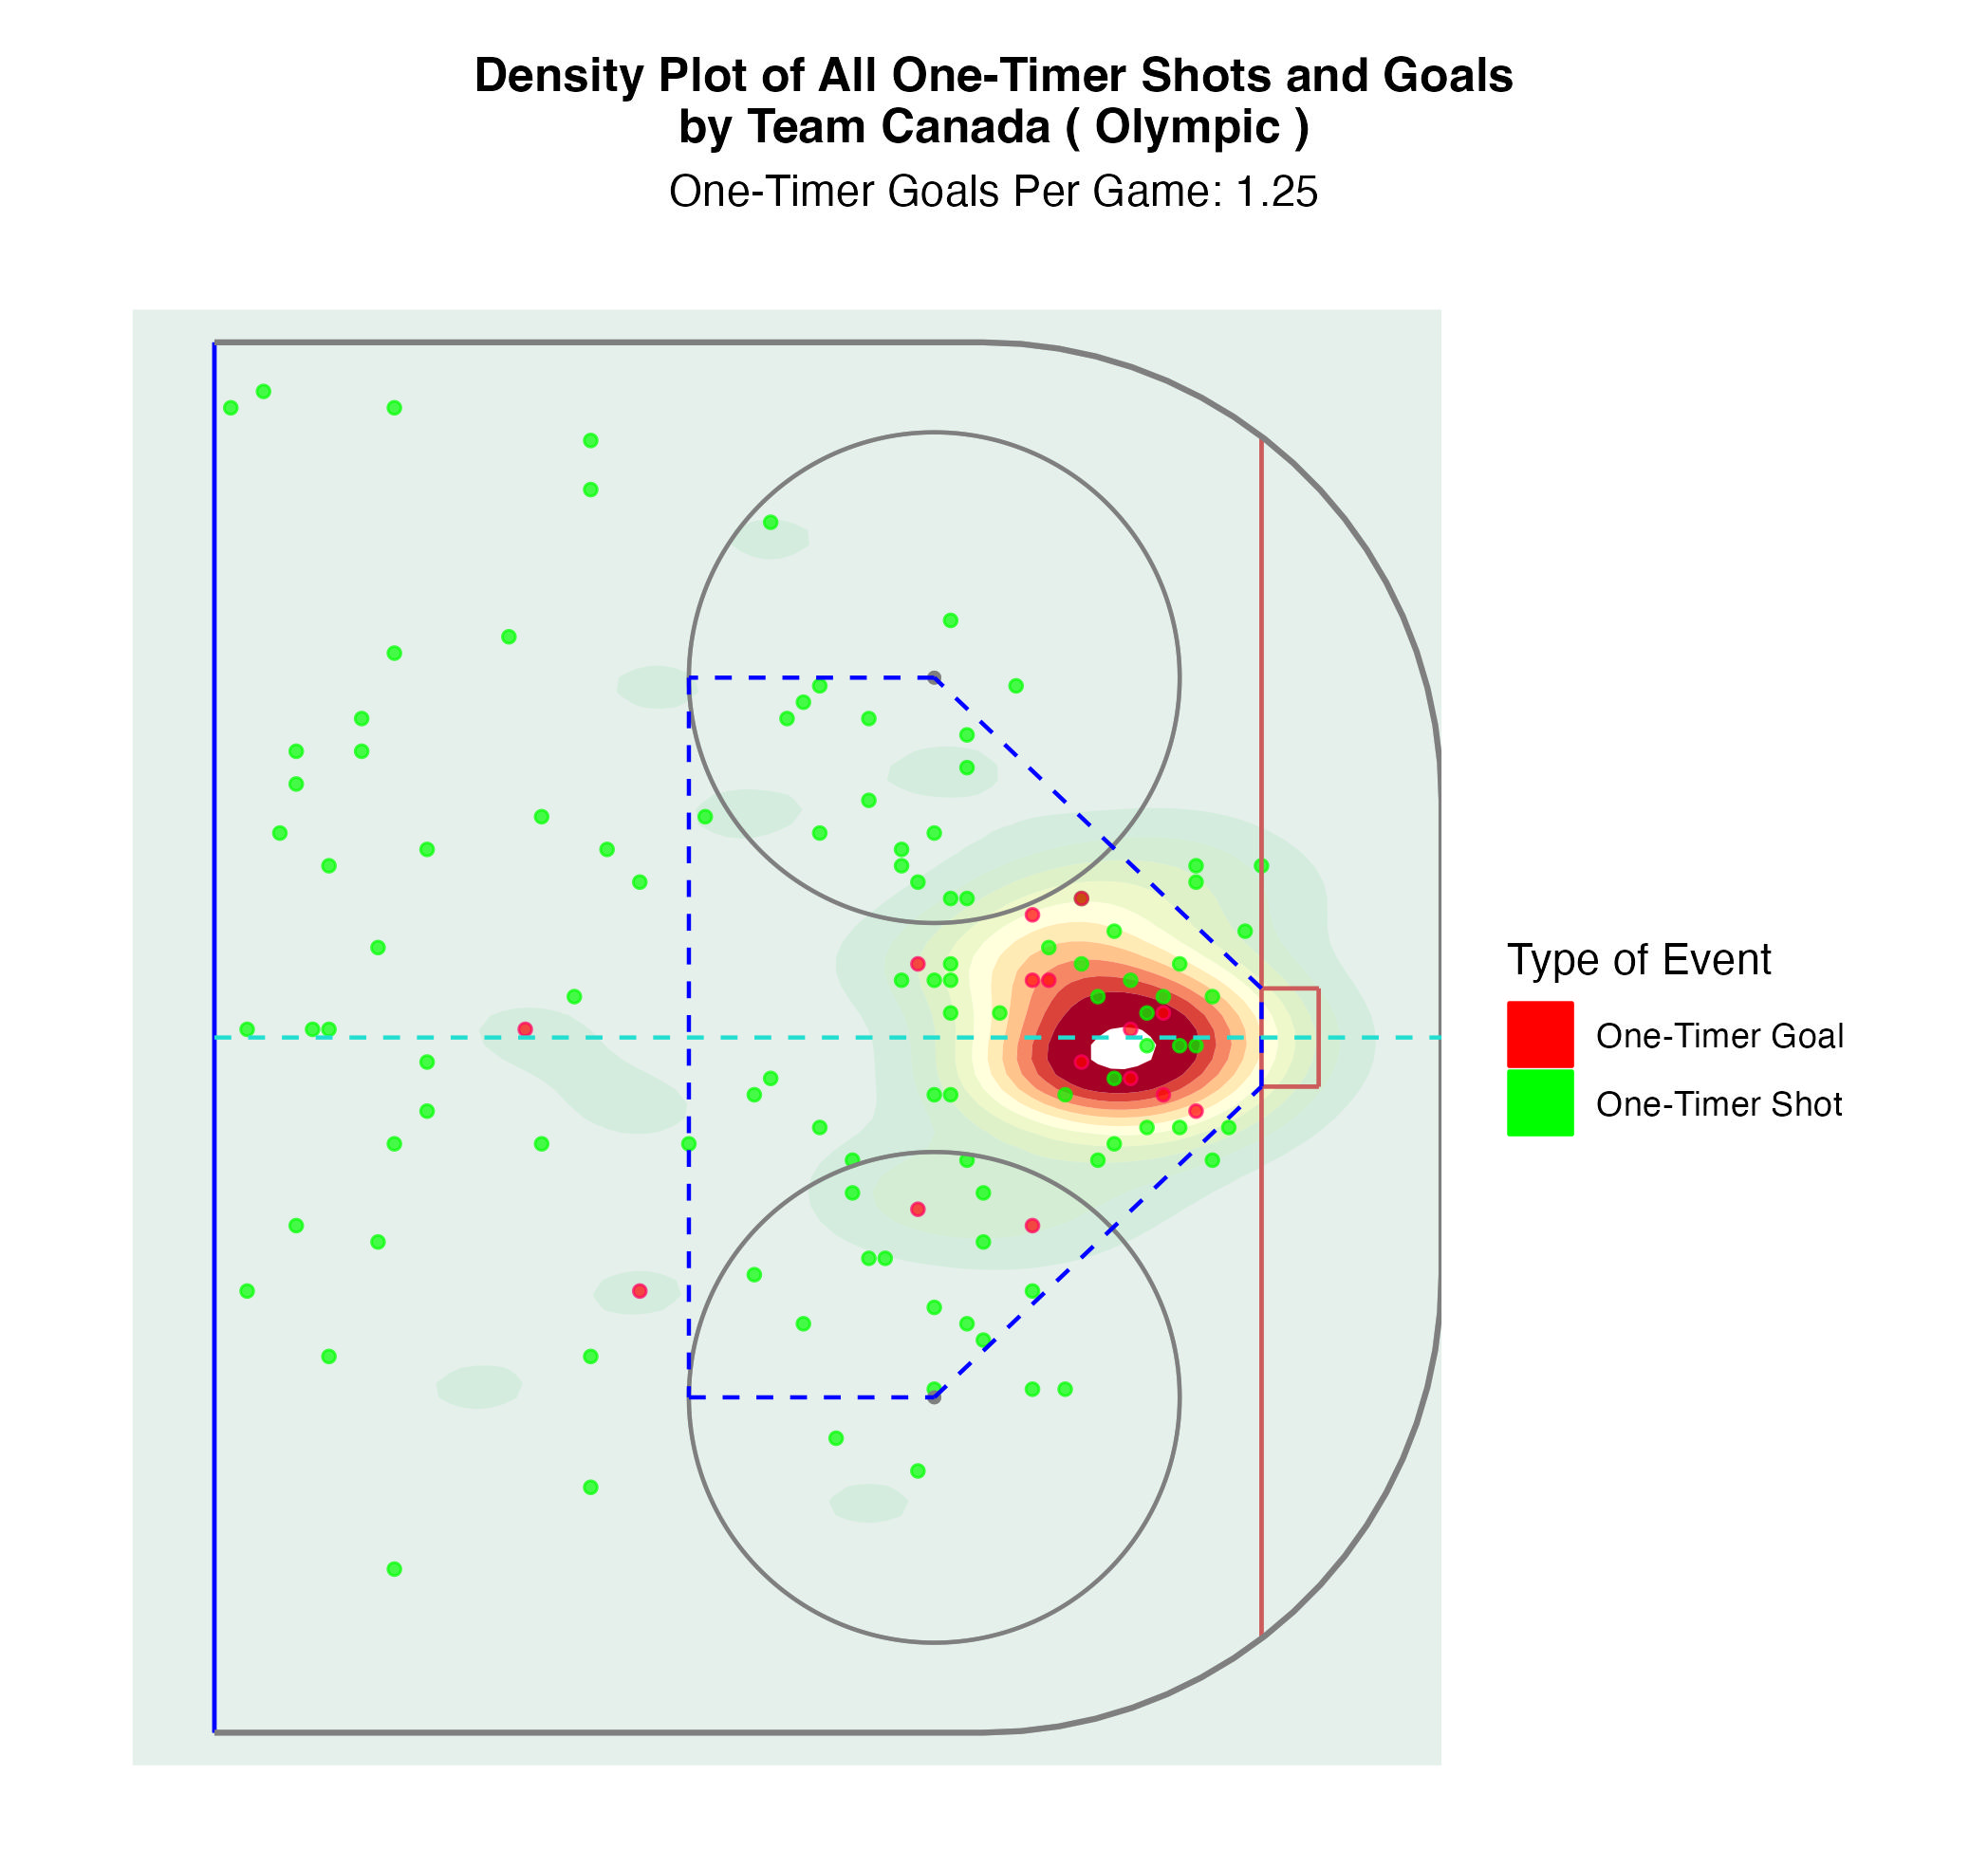 Density Plot of All One-Timer Shots and Goals
by Team Canada ( Olympic )
One-Timer Goals Per Game: 1.25
Type of Event
One-Timer Goal
One-Timer Shot